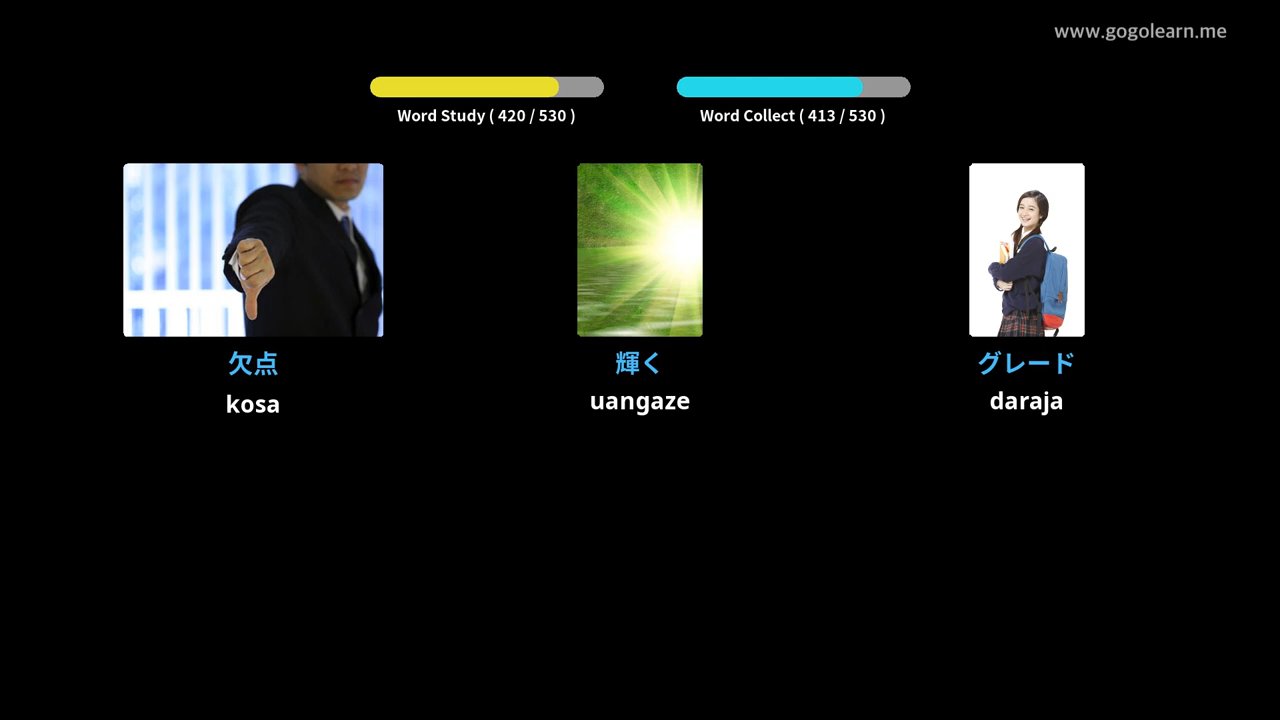 www.gogolearn.me
Word Study ( 420 / 530 )
Word Collect ( 413 / 530 )
欠点
kosa
輝く
uangaze
グレード
daraja